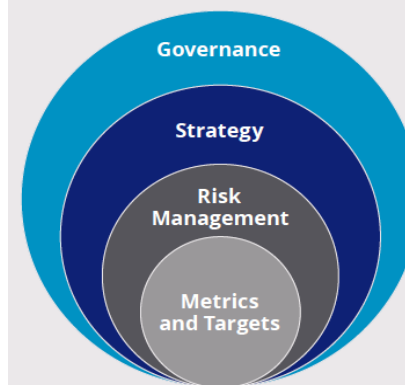 Governance
Strategy
Risk
Management
Metrics
and Targets